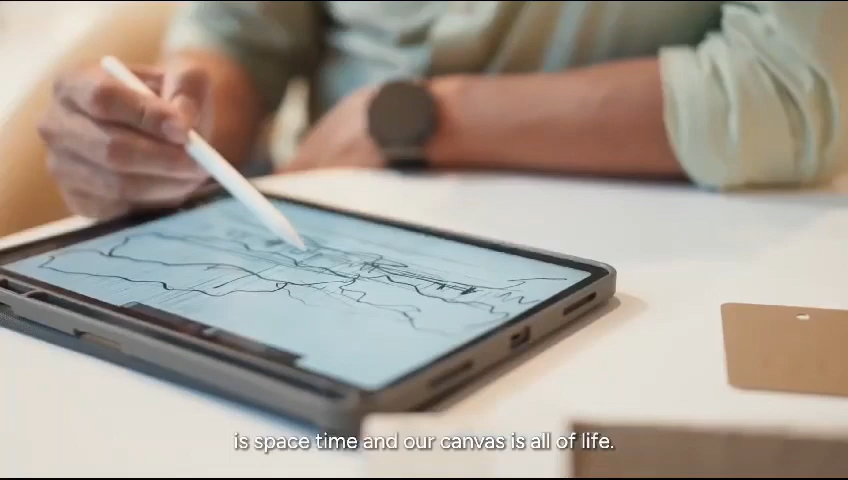 is space time and our canvas is all of life.